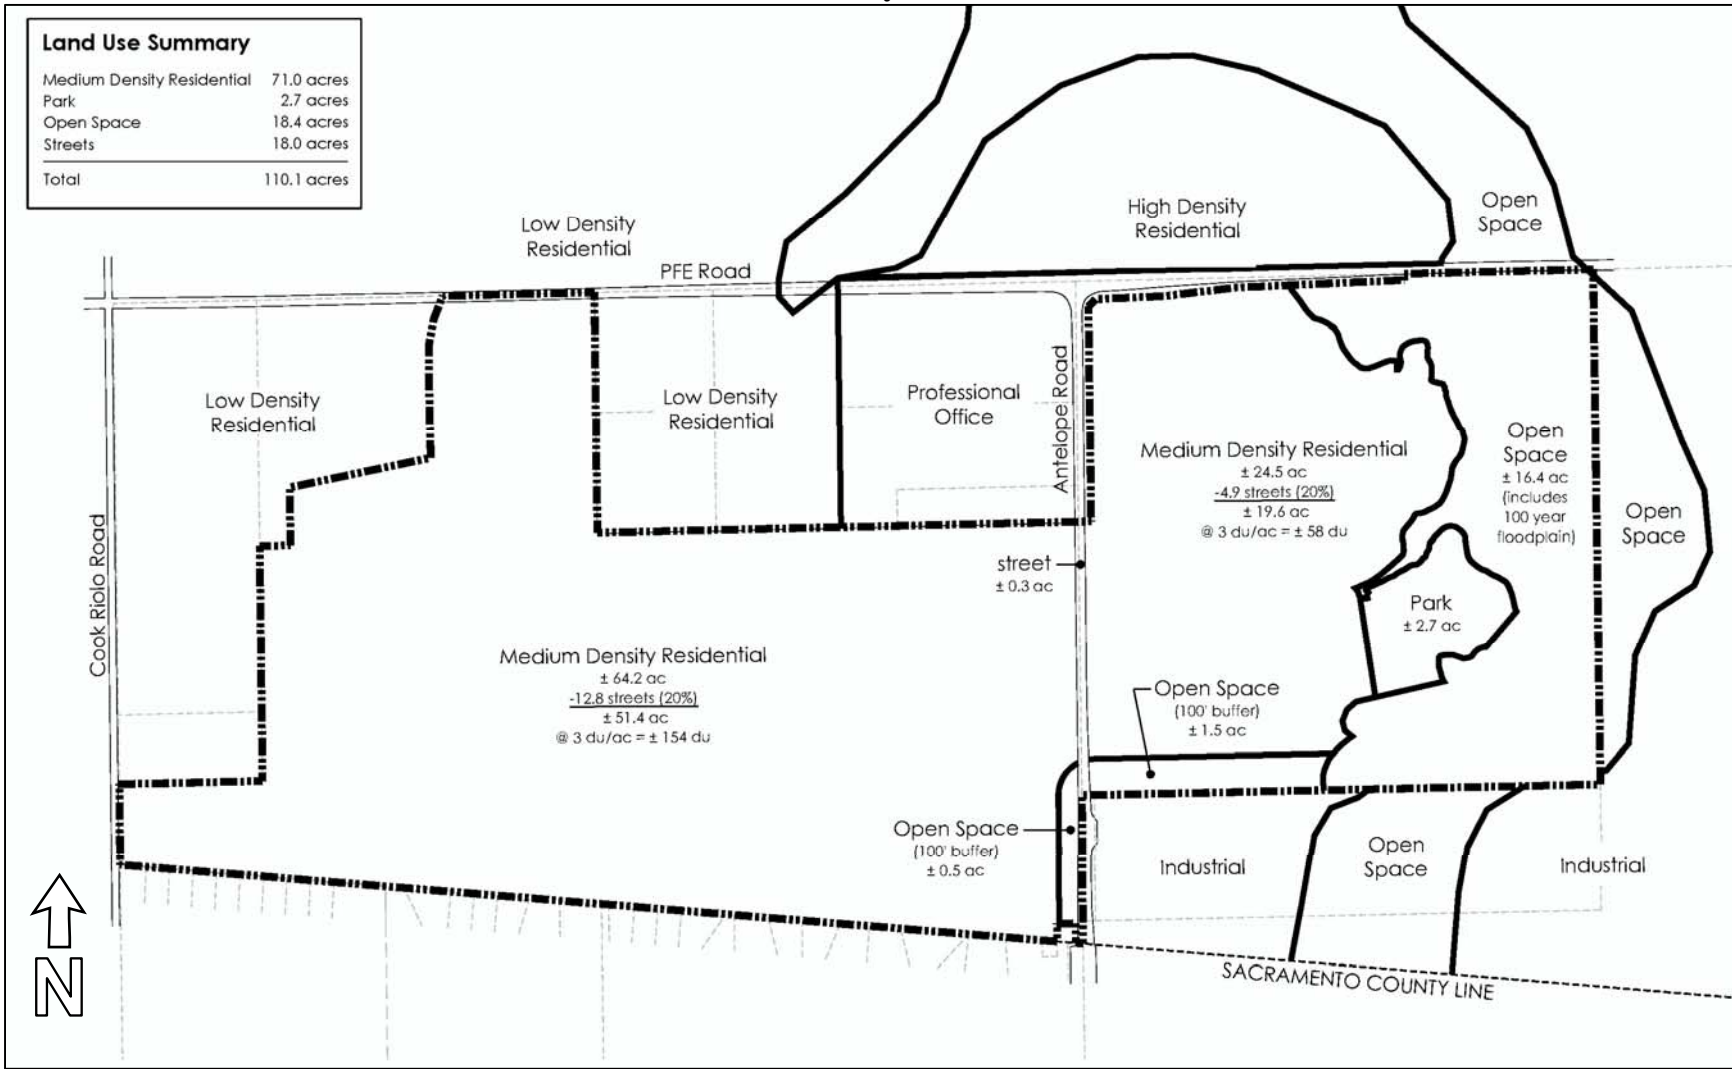 Land Use Summary
Medium Density Residential 71.0 acres
Park 2.7 acres
Open Space 18.4 acres
Streets 18.0 acres
Total 110.1 acres
Low Density
Residential
PFE Road
High Density
Residential
Open
Space
Low Density
Residential
Low Density
Residential
Professional
Office
Antelope Road
Medium Density Residential
± 24.5 ac
-4.9 streets (20%)
± 19.6 ac
@ 3 du/ac = ± 58 du
Open
Space
± 16.4 ac
(includes
100 year
floodplain)
Open
Space
Cook Riolo Road
street
± 0.3 ac
Park
± 2.7 ac
Medium Density Residential
± 64.2 ac
-12.8 streets (20%)
± 51.4 ac
@ 3 du/ac = ± 154 du
Open Space
(100' buffer)
± 1.5 ac
Open Space
(100' buffer)
± 0.5 ac
Industrial
Open
Space
Industrial
N
SACRAMENTO COUNTY LINE